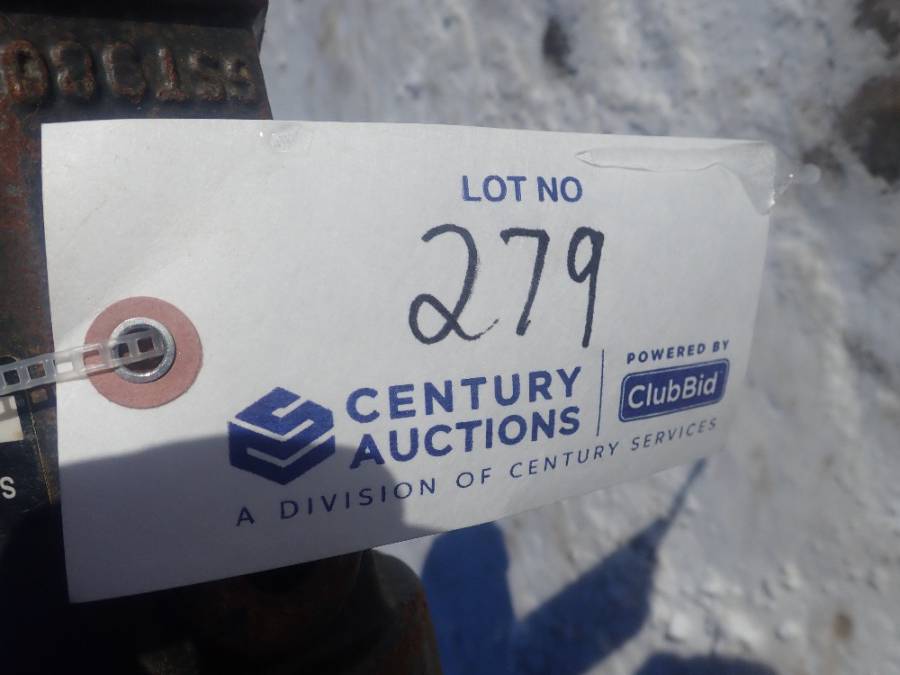 LOT NO
279
CENTURY
AUCTIONS
POWERED BY
ClubBid
A DIVISION OF CENTURY SERVICES
S